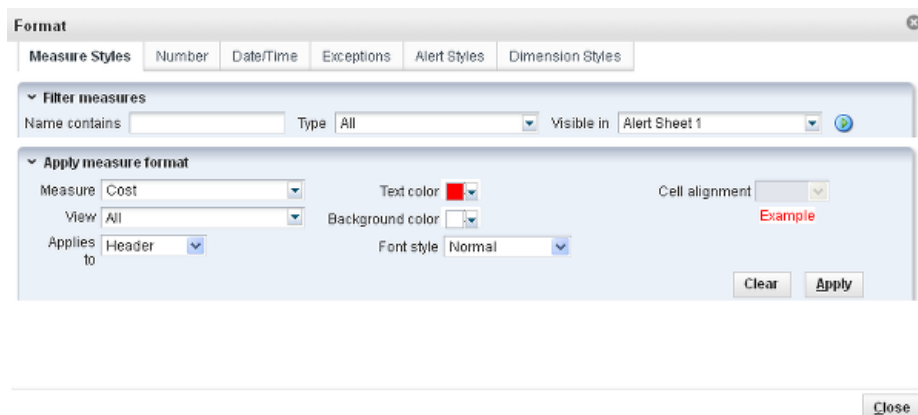 Format
Measure Styles Number Date/Time Exceptions Alert Styles Dimension Styles
Filter measures
Name contains Type All Visible in Alert Sheet 1
Apply measure format
Measure Cost Text color Cell alignment
View All Background color Example
Applies to Header Font style Normal
Clear Apply
Close